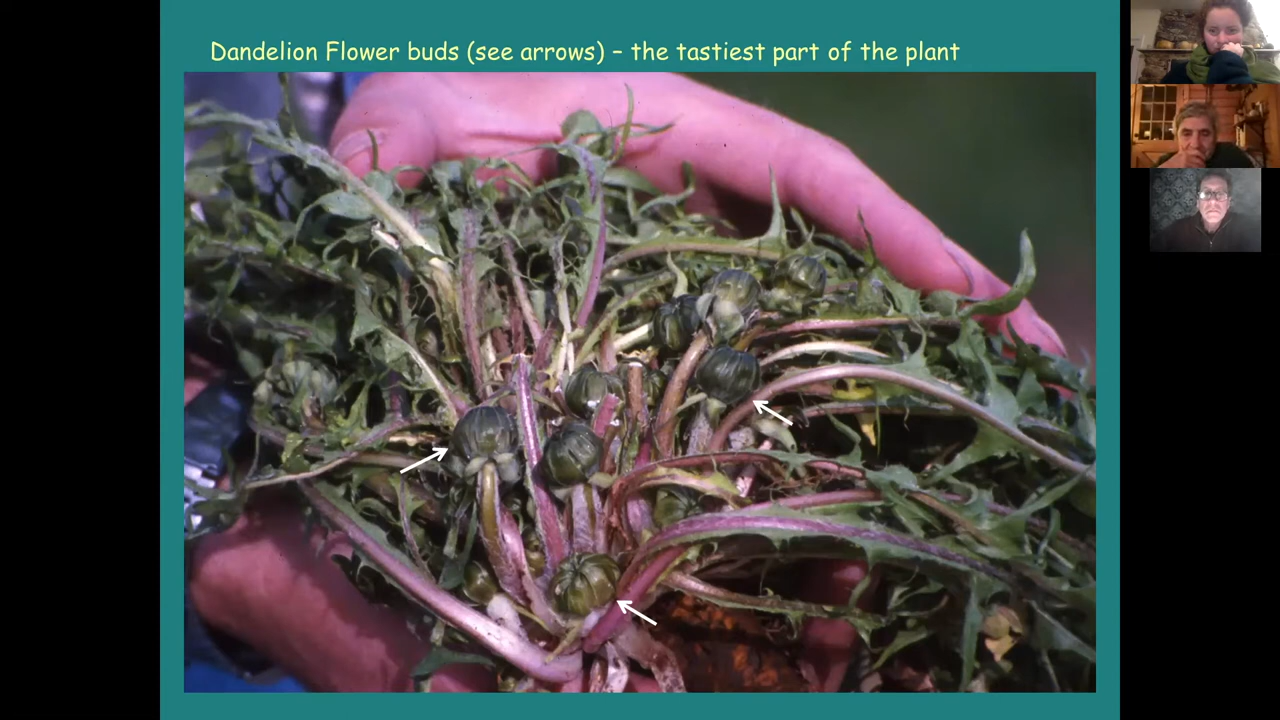 Dandelion Flower buds (see arrows) – the tastiest part of the plant